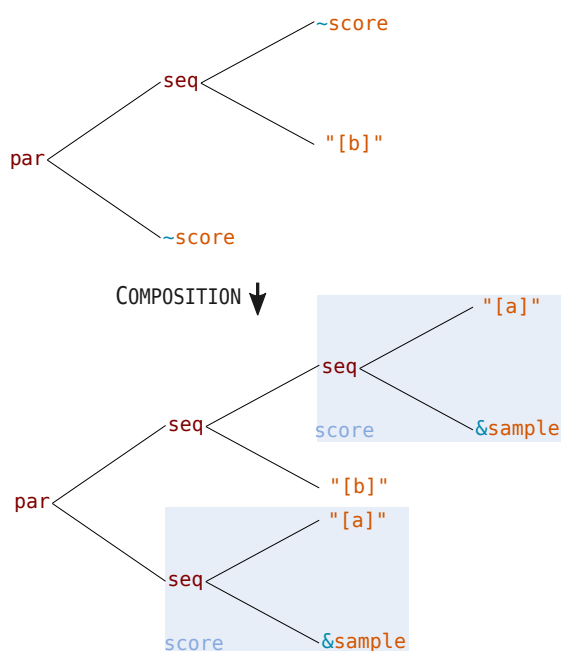 ~score
seq
"[b]"
par
~score
COMPOSITION
"[a]"
seq
score
&sample
seq
"[b]"
par
"[a]"
seq
score
&sample